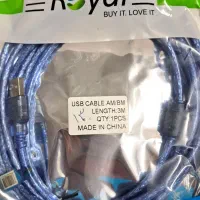 Royal
BUY IT. LOVE IT
USB CABLE AM/BM
LENGTH:3M
QTY:1PCS
MADE IN CHINA